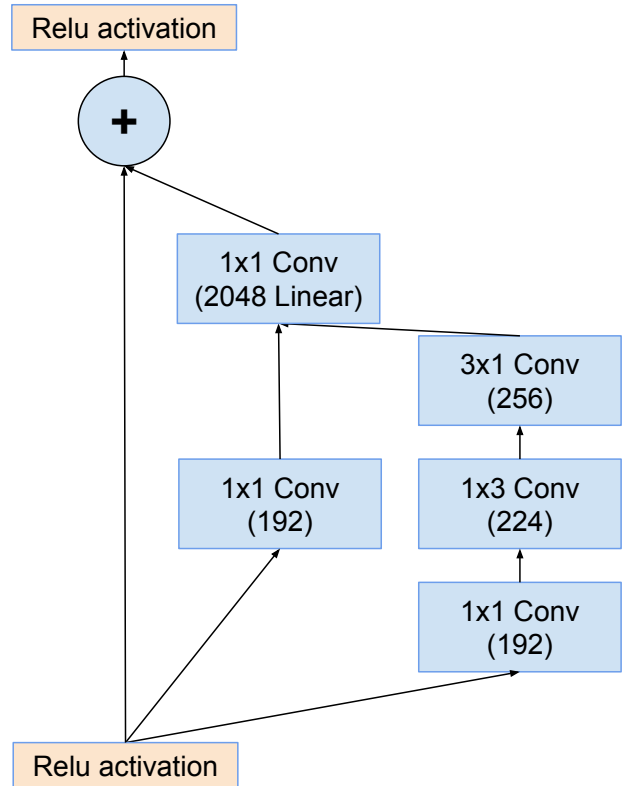 Relu activation
+
1x1 Conv
(2048 Linear)
3x1 Conv
(256)
1x1 Conv
(192)
1x3 Conv
(224)
1x1 Conv
(192)
Relu activation